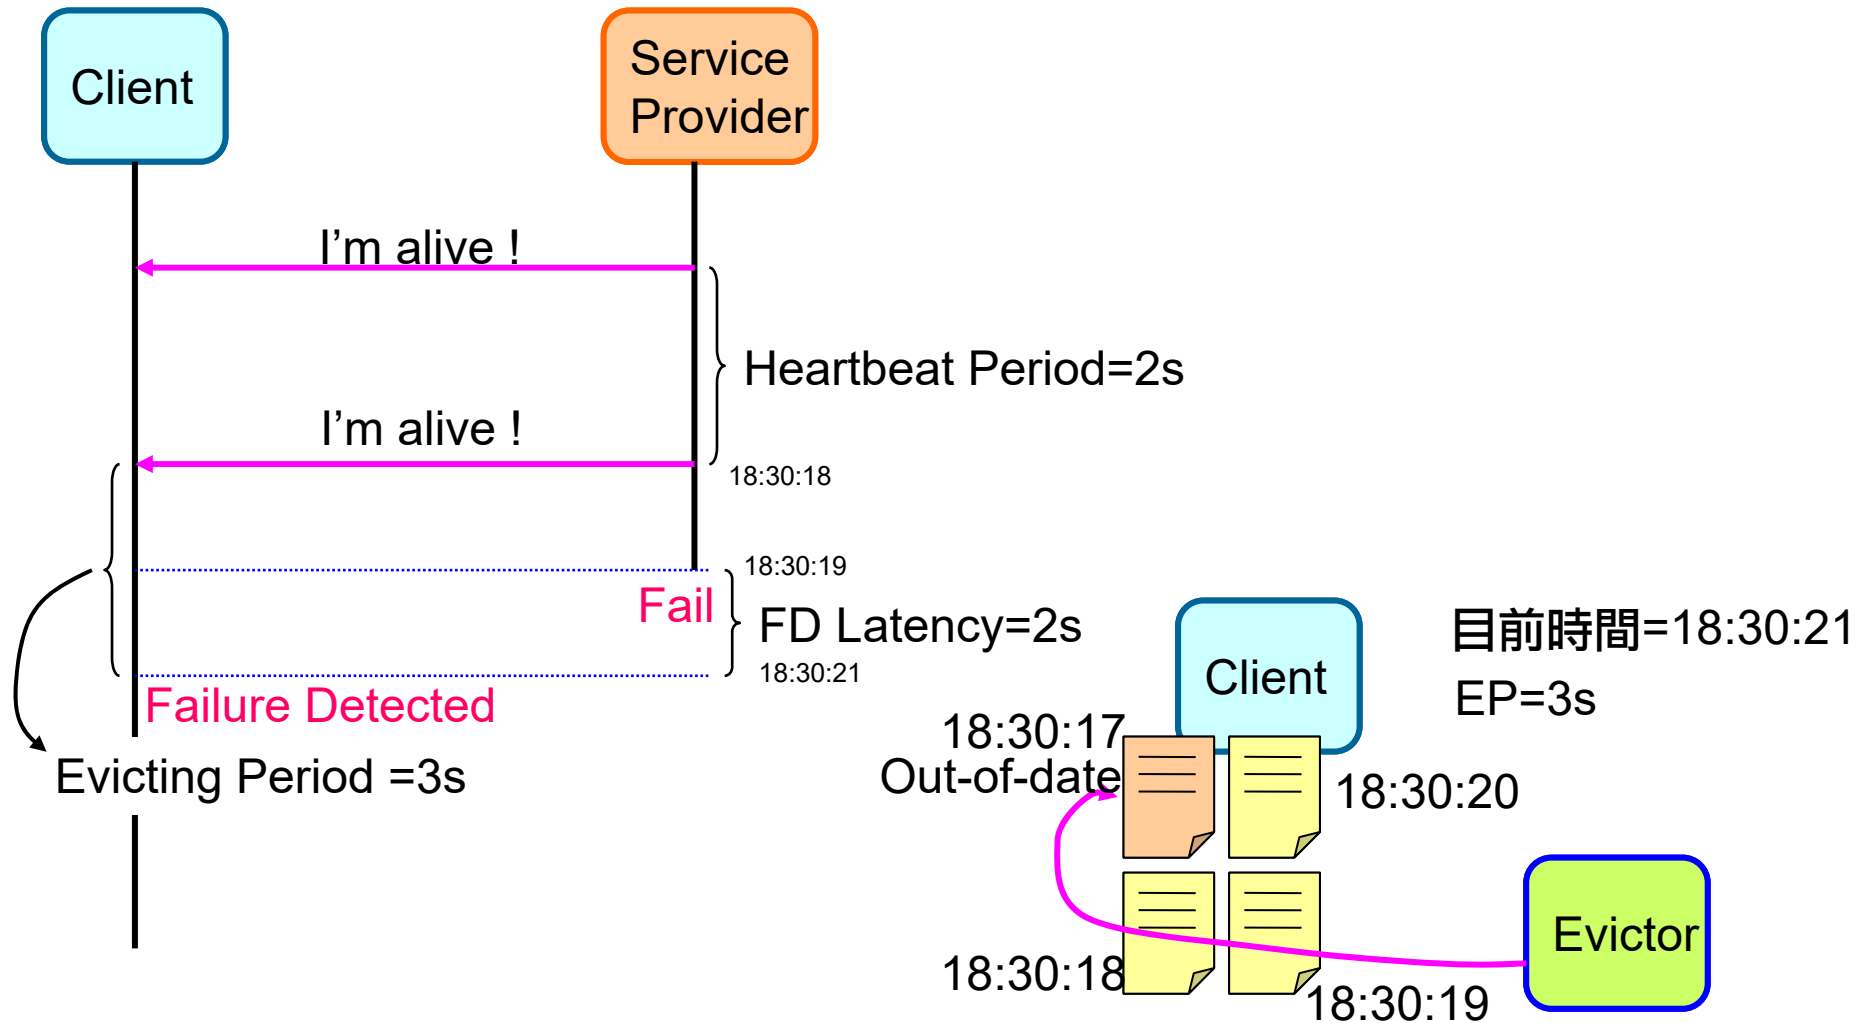 Client
Service
Provider
I'm alive !
Heartbeat Period=2s
I'm alive !
18:30:18
18:30:19
Fail
FD Latency=2s
18:30:21
Failure Detected
Evicting Period =3s
Client
目前時間=18:30:21
EP=3s
18:30:17
Out-of-date
18:30:20
18:30:18
18:30:19
Evictor